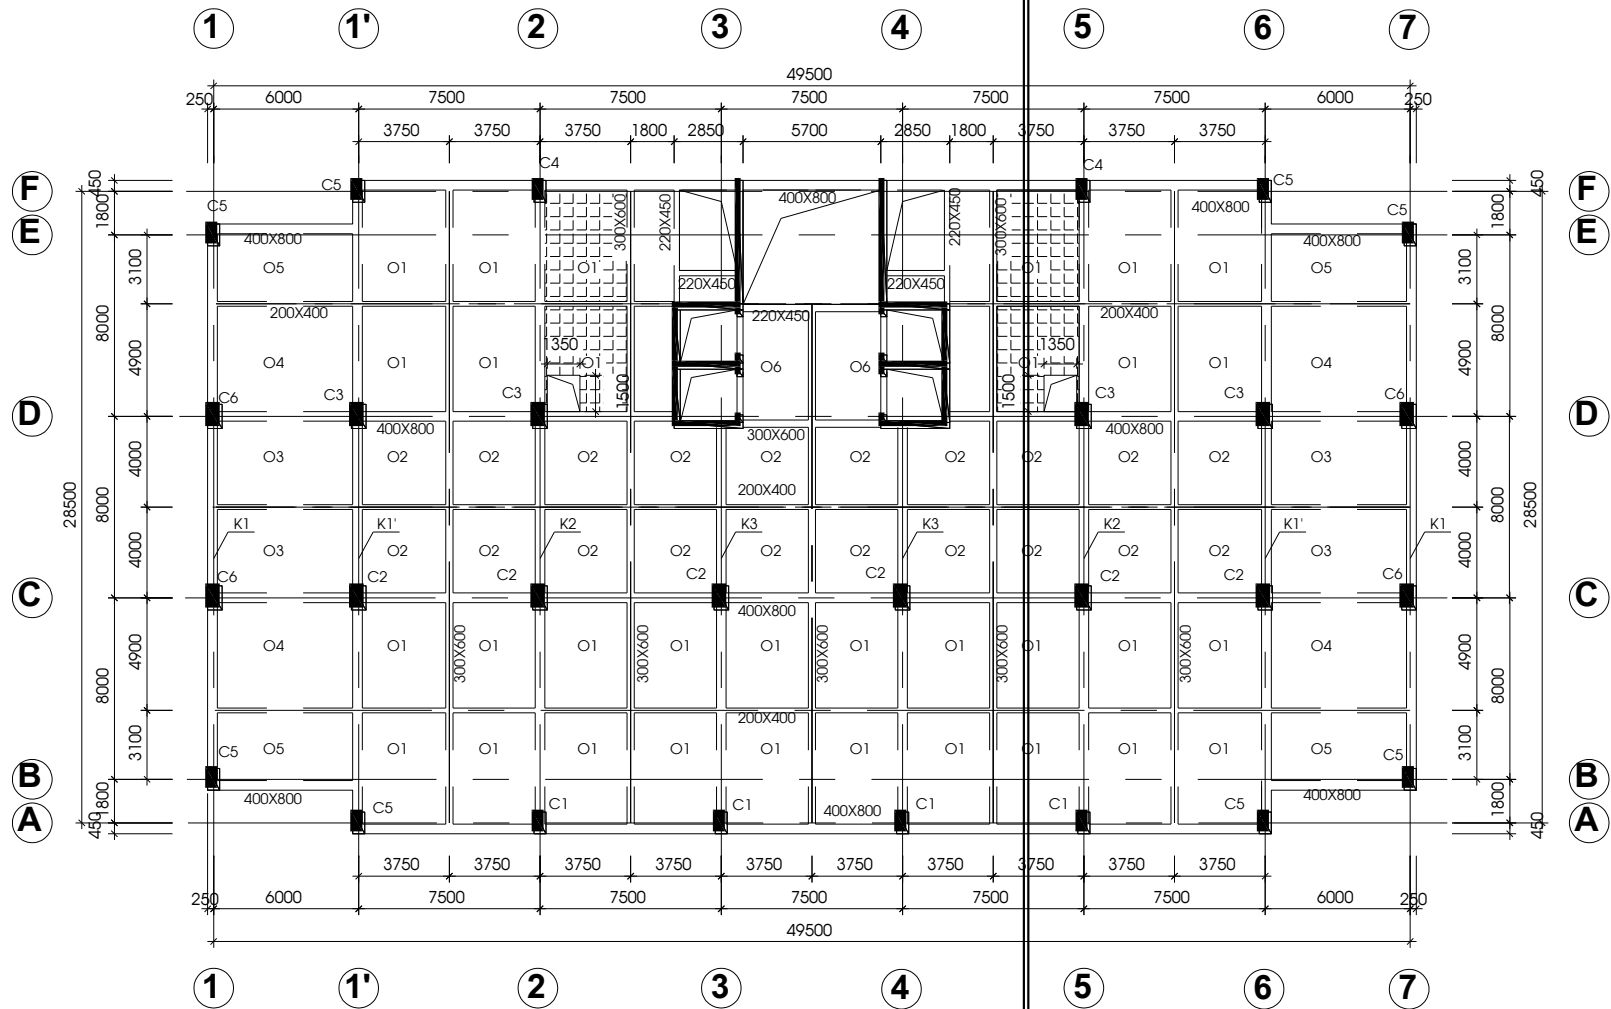 1 1' 2 3 4 5 6 7
49500
250 6000 7500 7500 7500 7500 7500 6000 250
3750 3750 3750 1800 2850 5700 2850 1800 3750 3750 3750
C4 C4
F 450 C5 C5 450 F
1800 C5 400X800 400X800 C5 1800
300X600 220X450 220X450 300X600
E 400X800 400X800 E
3100 O5 O1 O1 O1 O1 O1 O1 O5 3100
220X450 220X450
8000 200X400 220X450 200X400 8000
1350 1350
4900 O4 O1 O1 O1 O6 O6 O1 O1 O1 O4 4900
1500 1500
C6 C3 C3 C3 C3 C6
D 400X800 300X600 400X800 D
4000 O3 O2 O2 O2 O2 O2 O2 O2 O2 O2 O2 O3 4000
200X400
28500 8000 8000 28500
K1 K1' K2 K3 K3 K2 K1' K1
4000 O3 O2 O2 O2 O2 O2 O2 O2 O2 O2 O2 O3 4000
C6 C2 C2 C2 C2 C2 C2 C6
C 400X800 C
4900 O4 O1 O1 O1 O1 O1 O1 O1 O1 O1 O1 O4 4900
300X600 300X600 300X600 300X600 300X600
8000 8000
200X400
3100 O5 O1 O1 O1 O1 O1 O1 O1 O1 O1 O1 O5 3100
C5 C5
B 400X800 400X800 B
1800 C5 C1 C1 400X800 C1 C1 C5 1800
A 450 450 A
3750 3750 3750 3750 3750 3750 3750 3750 3750 3750
250 6000 7500 7500 7500 7500 7500 6000 250
49500
1 1' 2 3 4 5 6 7